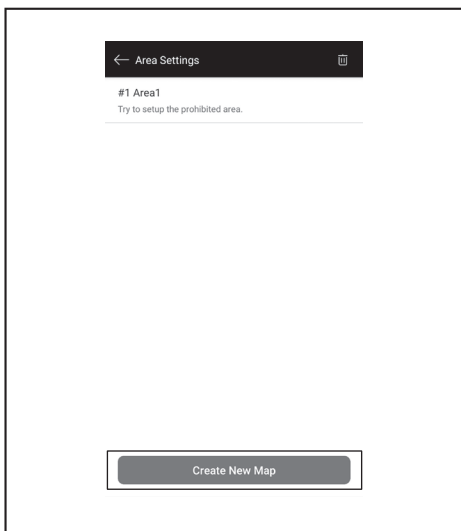 Area Settings
#1 Area1
Try to setup the prohibited area.
Create New Map